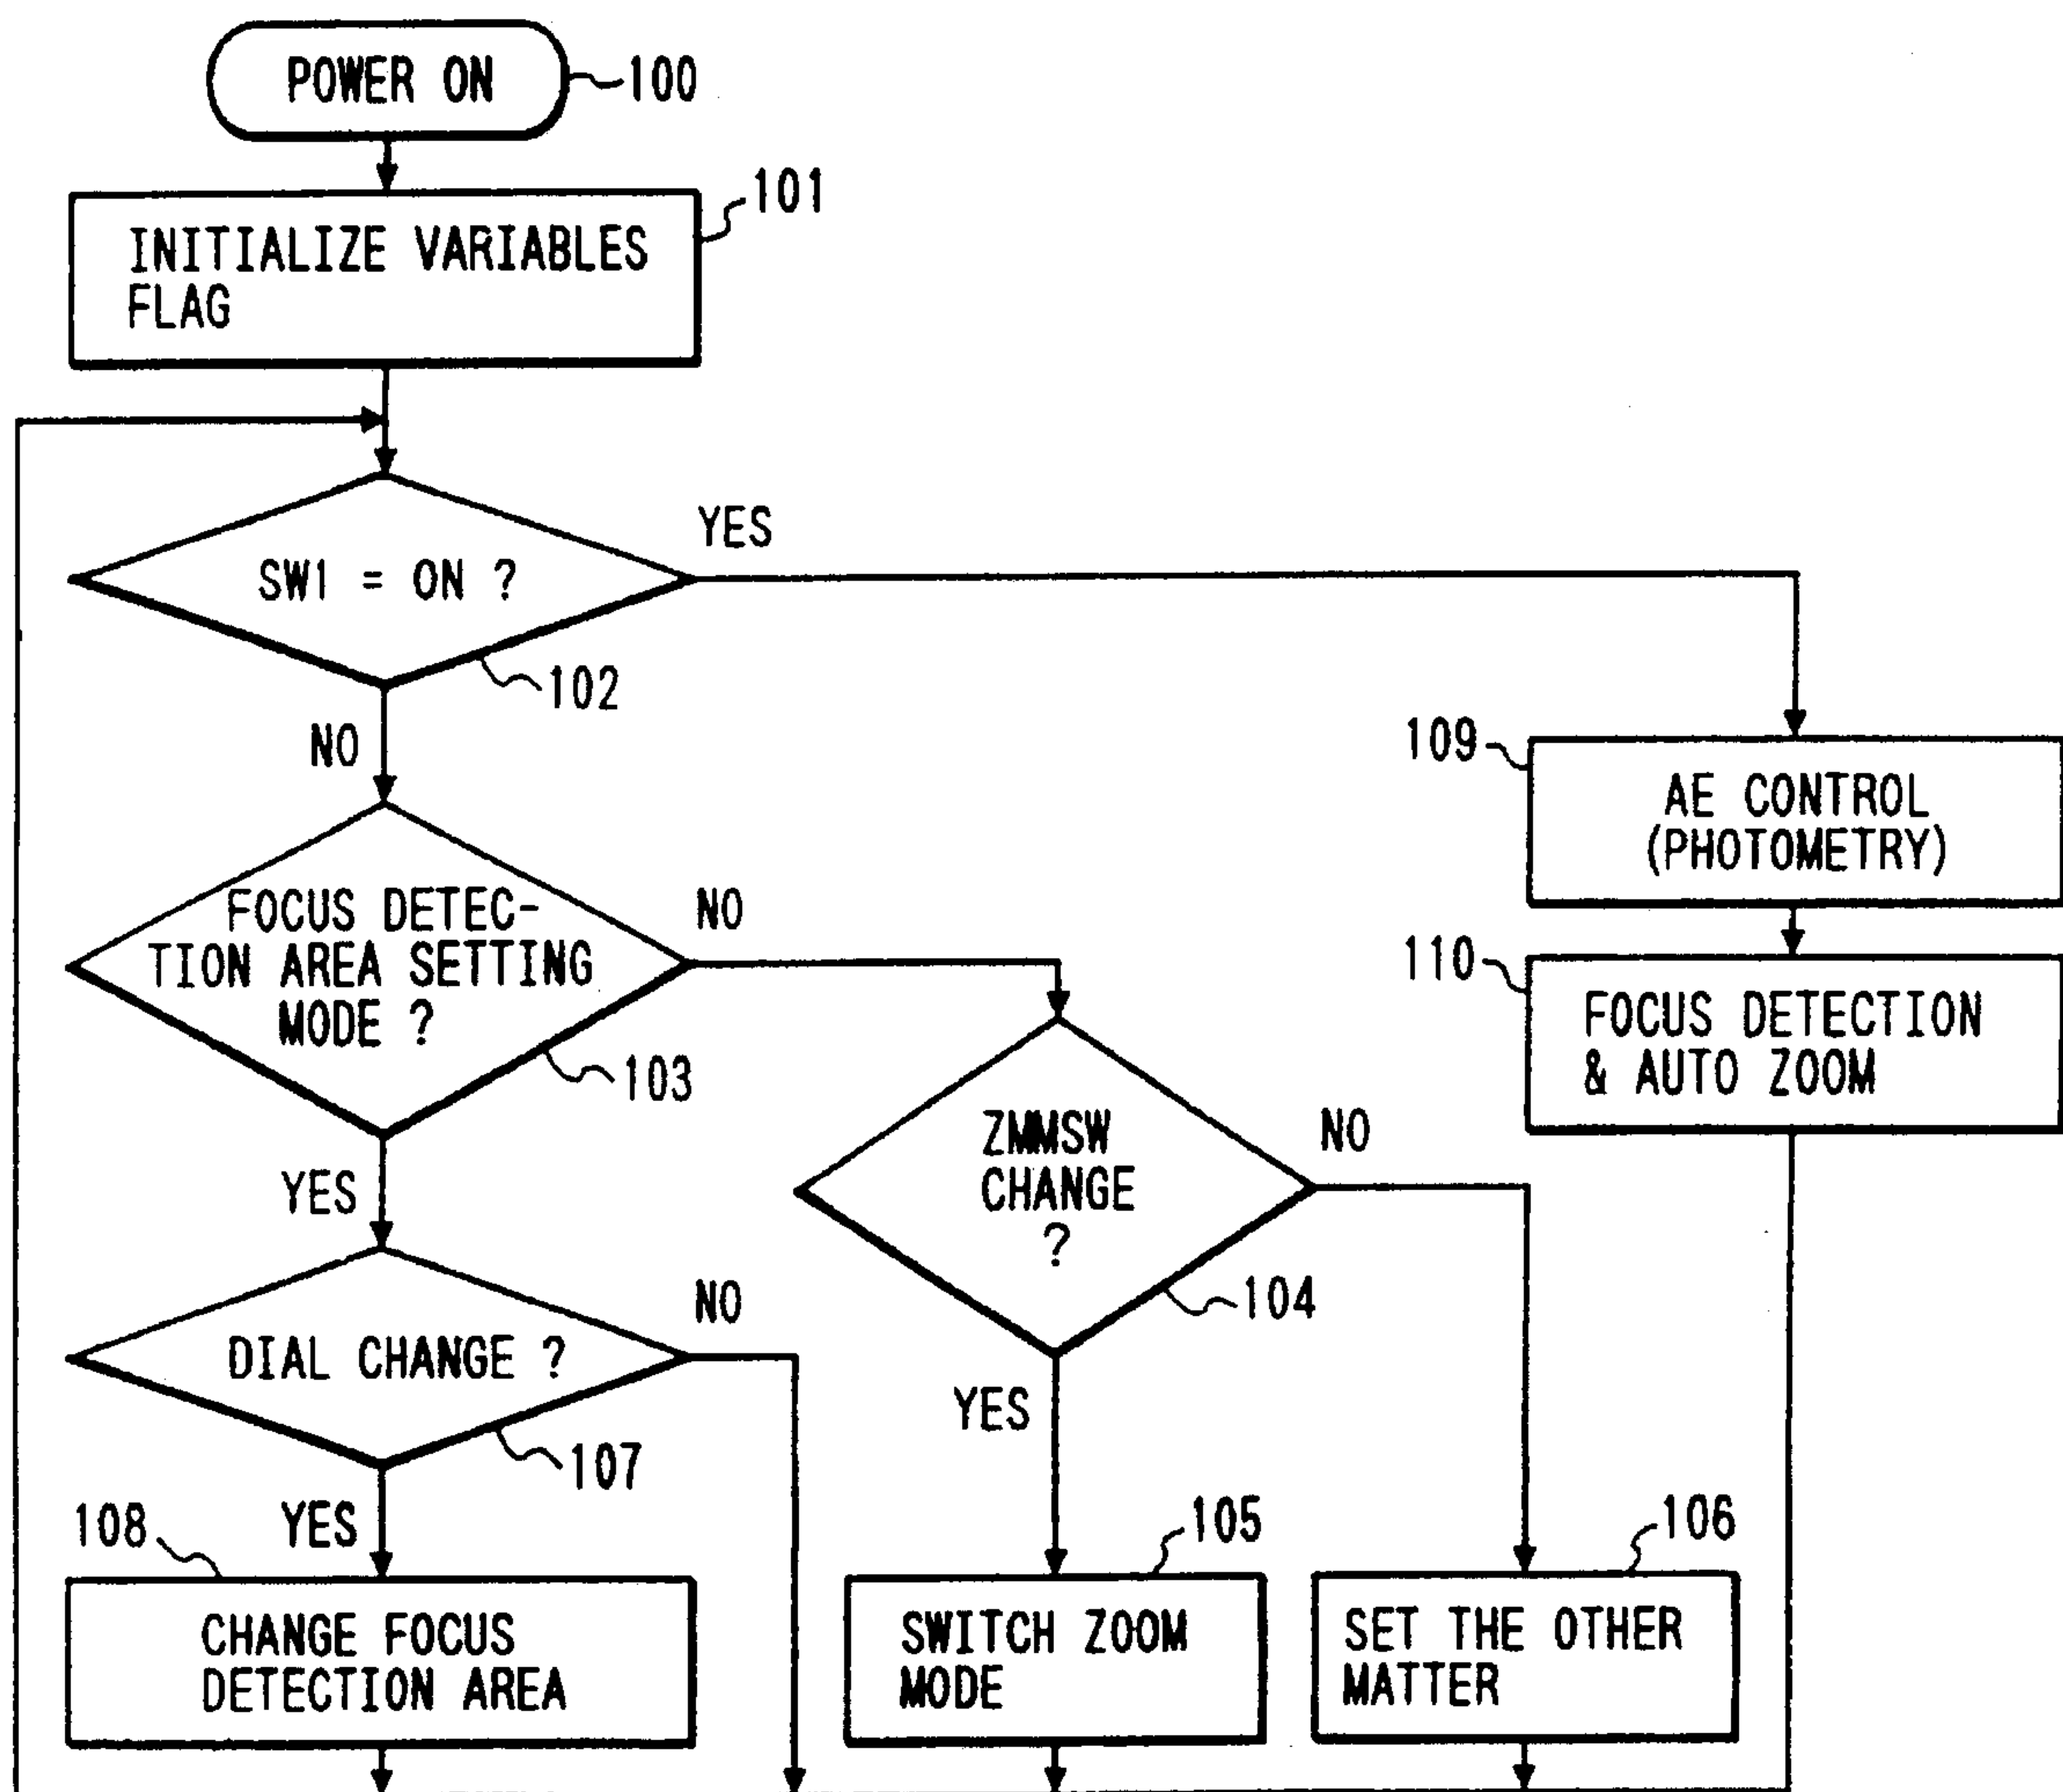 POWER ON
100
101
INITIALIZE VARIABLES
FLAG
YES
SW1 = ON ?
102
NO
109
AE CONTROL
(PHOTOMETRY)
FOCUS DETEC-
TION AREA SETTING
MODE ?
NO
103
110
FOCUS DETECTION
& AUTO ZOOM
YES
ZMMSW
CHANGE
?
NO
104
DIAL CHANGE ?
NO
107
YES
YES
108
CHANGE FOCUS
DETECTION AREA
105
SWITCH ZOOM
MODE
106
SET THE OTHER
MATTER